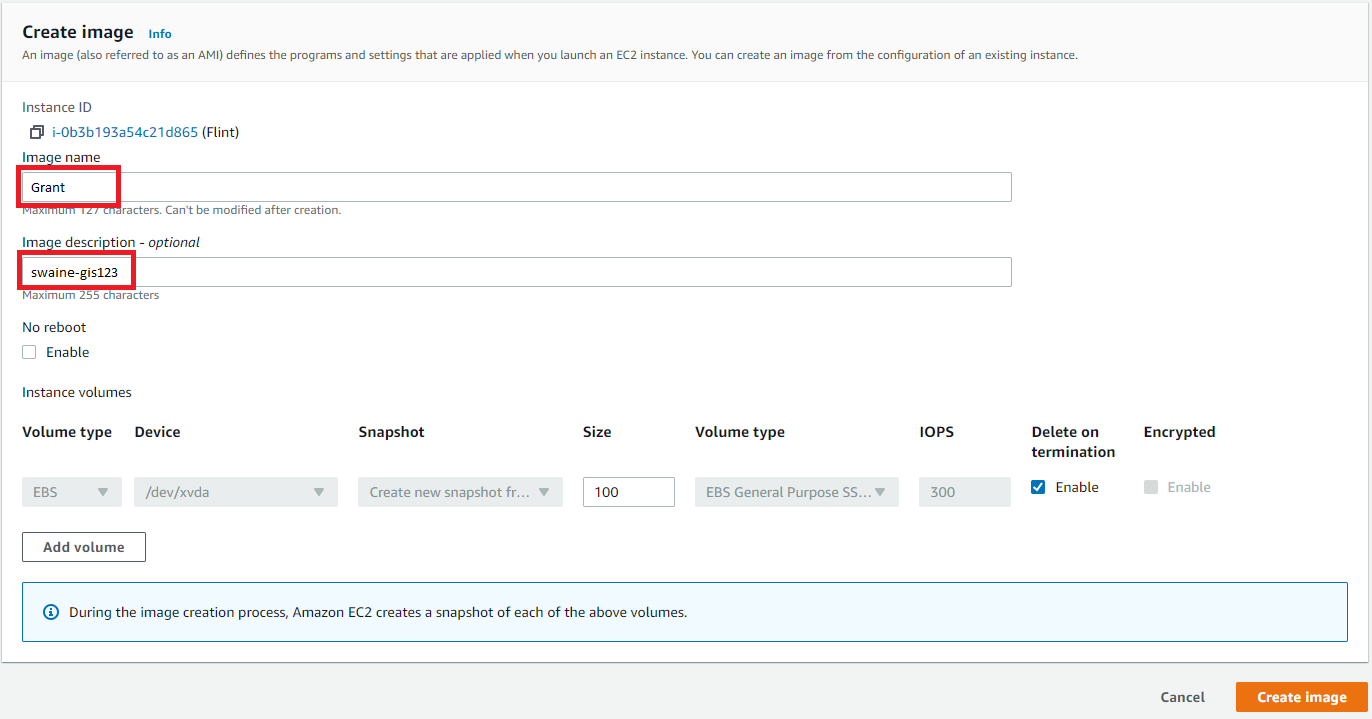 Create image Info
An image (also referred to as an AMI) defines the programs and settings that are applied when you launch an EC2 instance. You can create an image from the configuration of an existing instance.
Instance ID
i-0b3b193a54c21d865 (Flint)
Image name
Grant
Maximum 127 characters. Can't be modified after creation.
Image description - optional
swaine-gis123
Maximum 255 characters
No reboot
Enable
Instance volumes
Volume type Device Snapshot Size Volume type IOPS Delete on termination Encrypted
EBS /dev/xvda Create new snapshot fr... 100 EBS General Purpose SS... 300 Enable Enable
Add volume
During the image creation process, Amazon EC2 creates a snapshot of each of the above volumes.
Cancel Create image